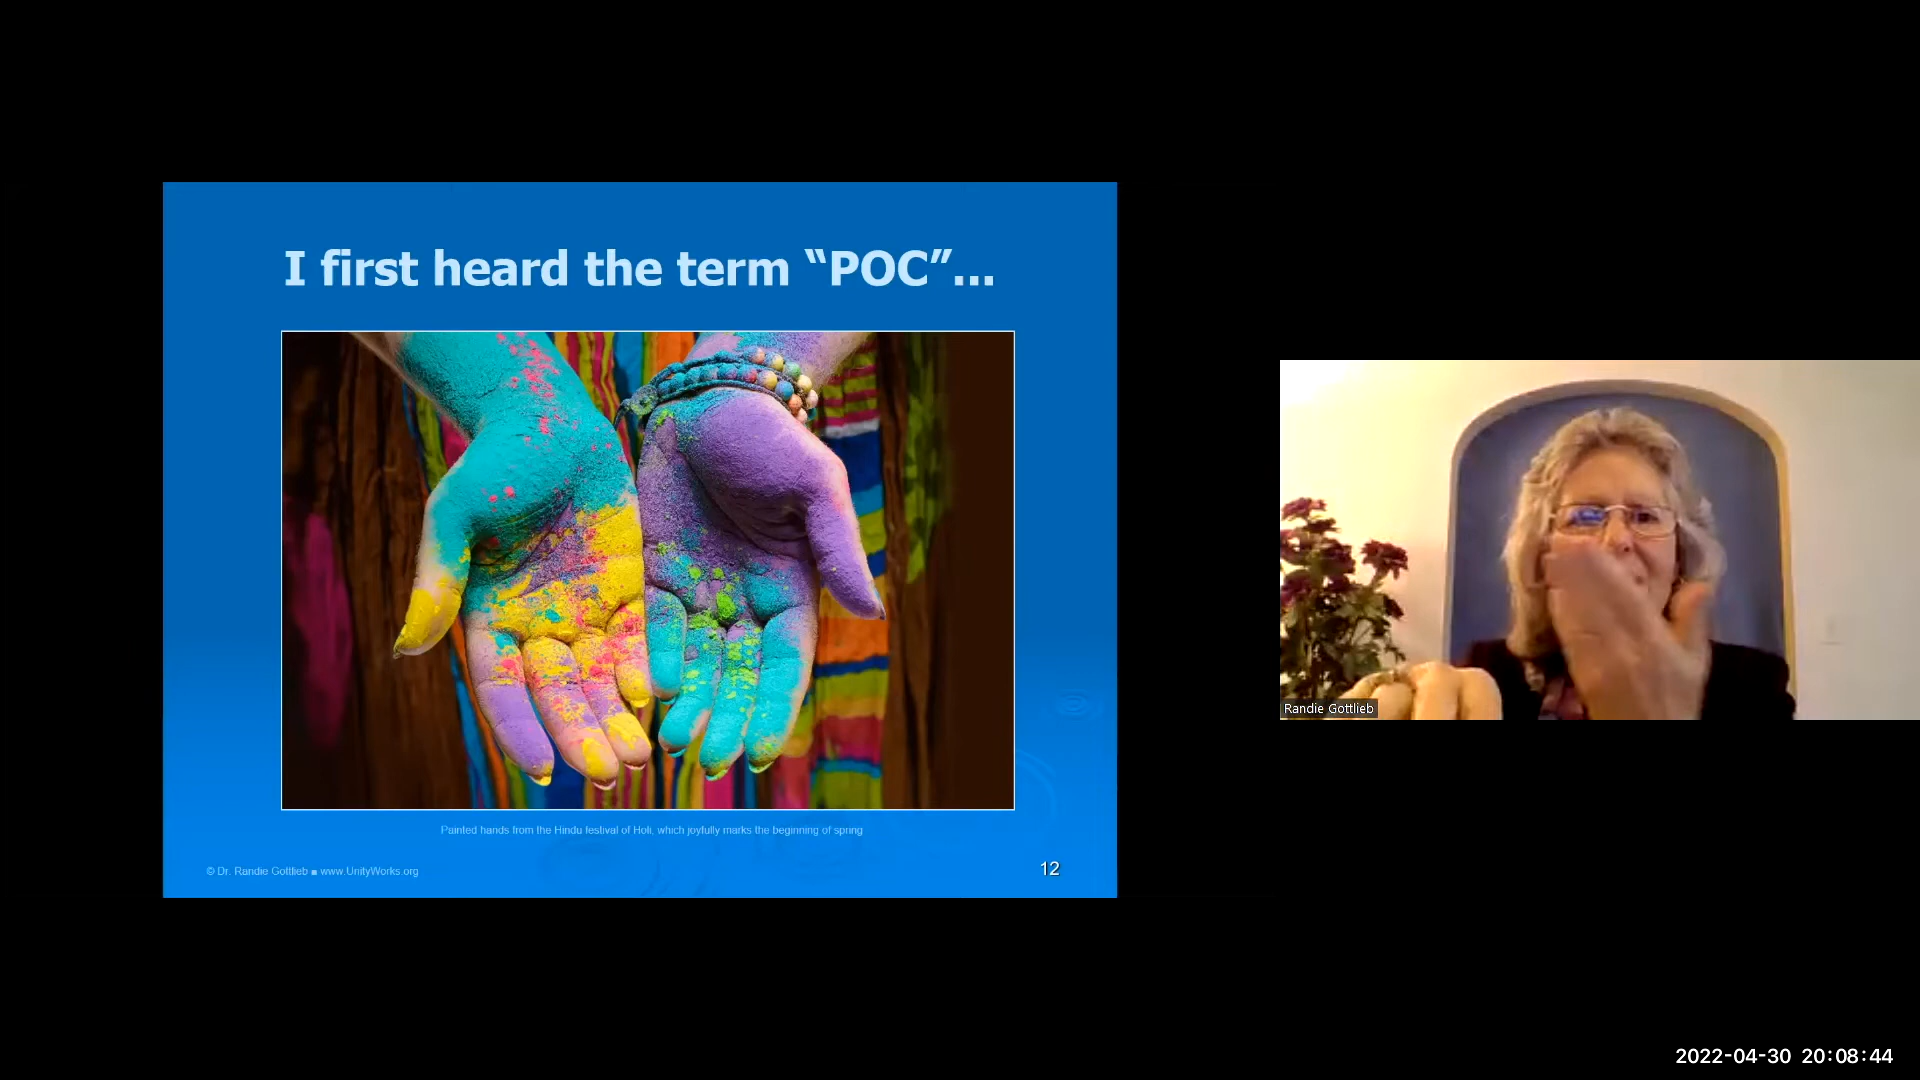 I first heard the term “POC”...
Painted hands from the Hindu festival of Holi, which joyfully marks the beginning of spring
© Dr. Randie Gottlieb ■ www.UnityWorks.org
12
Randie Gottlieb
2022-04-30 20:08:44